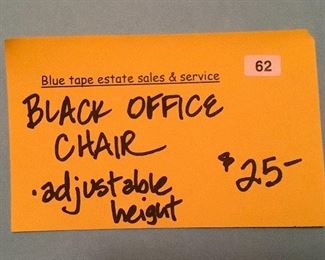 62
Blue tape estate sales & service
BLACK OFFICE
CHAIR
• adjustable
height
$25-